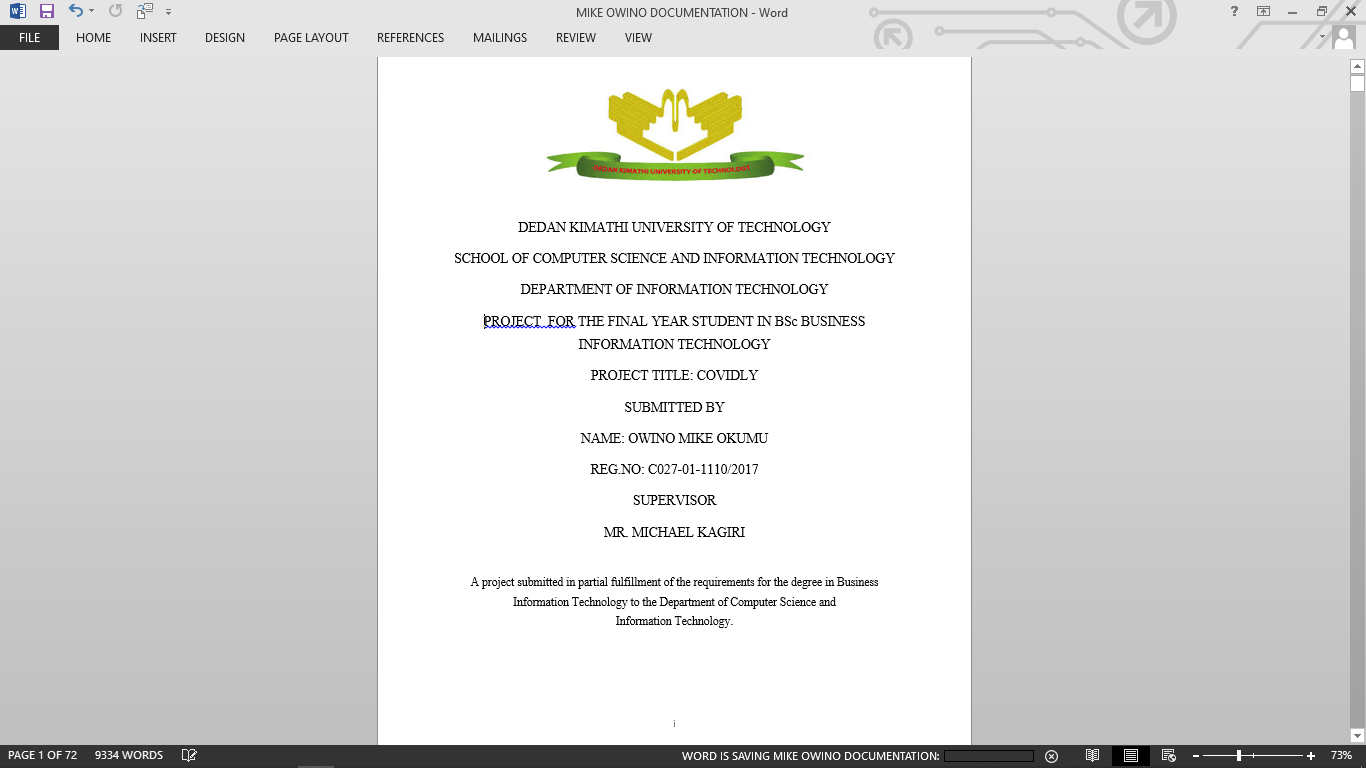 MIKE OWINO DOCUMENTATION - Word
?
FILE HOME INSERT DESIGN PAGE LAYOUT REFERENCES MAILINGS REVIEW VIEW
DEDAN KIMATHI UNIVERSITY OF TECHNOLOGY
DEDAN KIMATHI UNIVERSITY OF TECHNOLOGY
SCHOOL OF COMPUTER SCIENCE AND INFORMATION TECHNOLOGY
DEPARTMENT OF INFORMATION TECHNOLOGY
PROJECT  FOR THE FINAL YEAR STUDENT IN BSc BUSINESS
INFORMATION TECHNOLOGY
PROJECT TITLE: COVIDLY
SUBMITTED BY
NAME: OWINO MIKE OKUMU
REG.NO: C027-01-1110/2017
SUPERVISOR
MR. MICHAEL KAGIRI
A project submitted in partial fulfillment of the requirements for the degree in Business
Information Technology to the Department of Computer Science and
Information Technology.
i
PAGE 1 OF 72 9334 WORDS WORD IS SAVING MIKE OWINO DOCUMENTATION: 73%